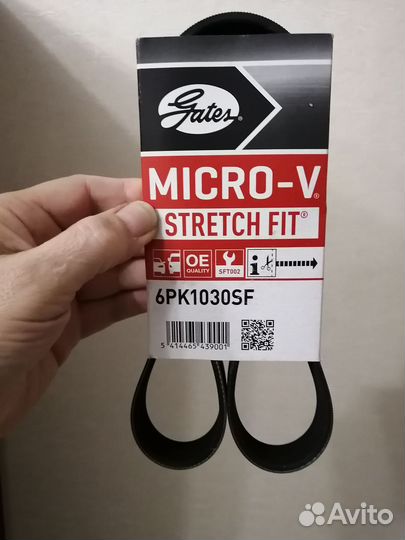 Gates
MICRO-V®
STRETCH FIT®
OE
QUALITY
SFT002
i
6PK1030SF
5 414465 439001
Avito